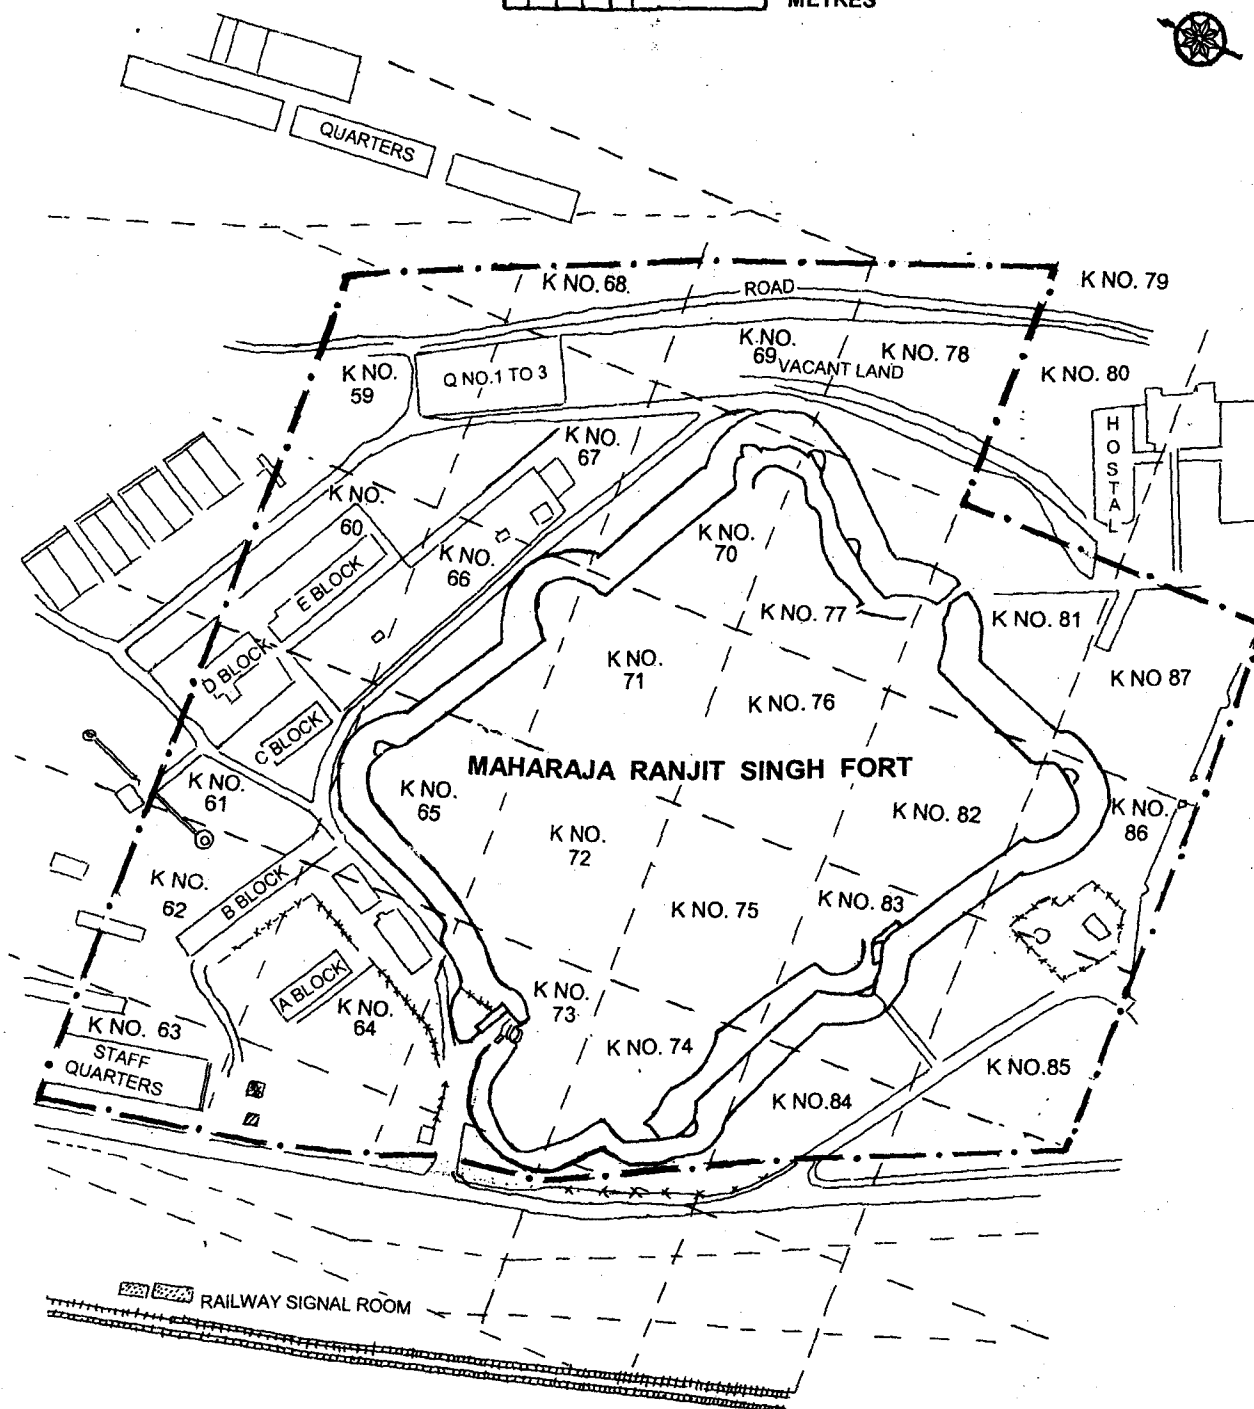 METRES
QUARTERS
K NO. 68.
K NO. 79
ROAD
K NO.
69
K NO. 78
VACANT LAND
K NO.
59
Q NO.1 TO 3
K NO. 80
HOSTAL
K NO.
67
K NO.
60
K NO.
66
K NO.
70
E BLOCK
K NO. 77
K NO. 81
D BLOCK
K NO.
71
K NO 87
K NO. 76
C BLOCK
MAHARAJA RANJIT SINGH FORT
K NO.
61
K NO.
65
K NO. 82
K NO.
86
K NO.
72
K NO.
62
B BLOCK
K NO. 75
K NO. 83
A BLOCK
K NO.
64
K NO.
73
K NO. 63
STAFF
QUARTERS
K NO. 74
K NO.85
K NO.84
RAILWAY SIGNAL ROOM